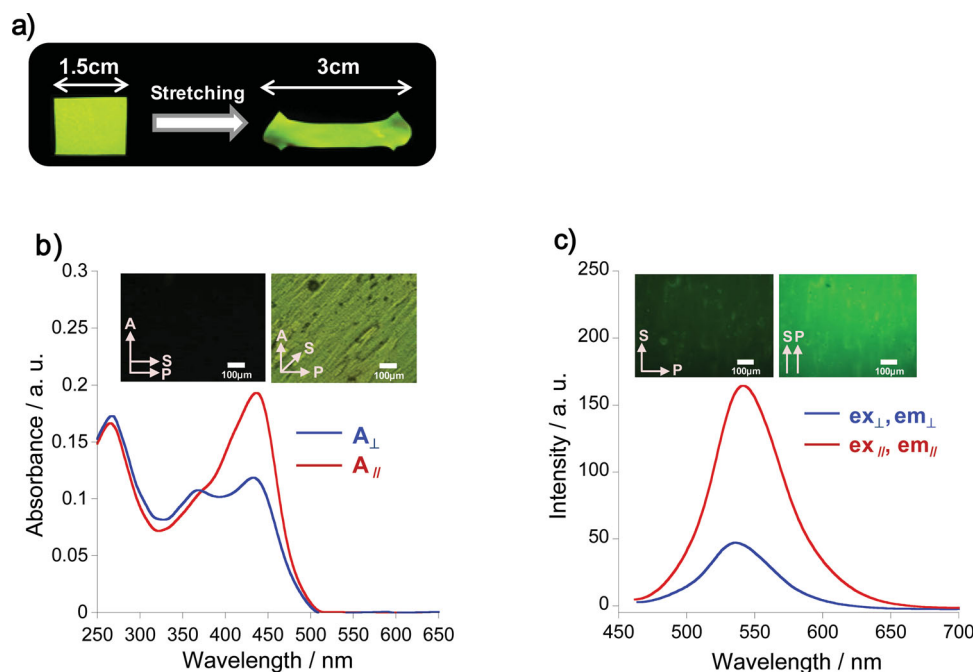 a)
1.5cm
3cm
Stretching
b)
0.3
0.25
0.2
0.15
0.1
0.05
0
250 300 350 400 450 500 550 600 650
Absorbance / a. u.
Wavelength / nm
A
S
P
100µm
A
S
P
100µm
A⊥
A//
c)
250
200
150
100
50
0
450 500 550 600 650 700
Intensity / a. u.
Wavelength / nm
S
P
100µm
S P
100µm
ex⊥, em⊥
ex//, em//